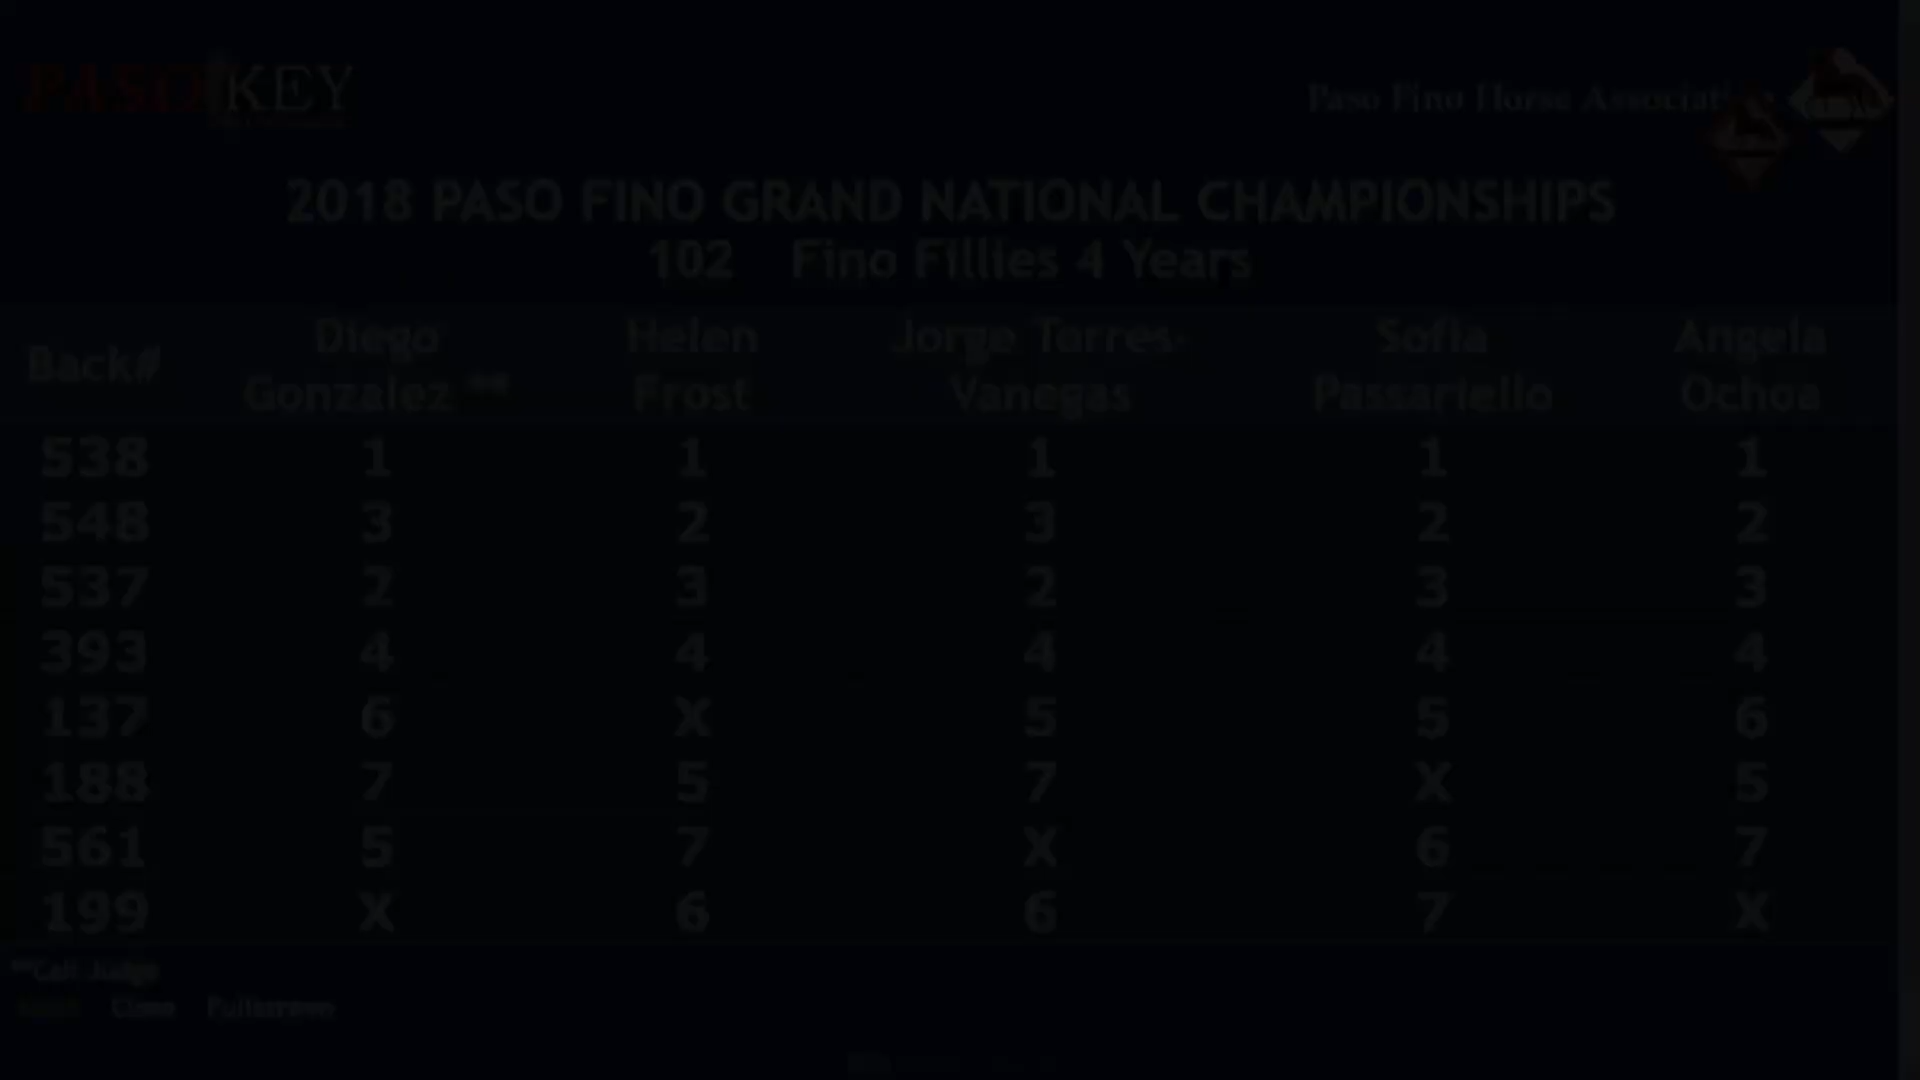 PASO KEY
Paso Fino Horse Association
2018 PASO FINO GRAND NATIONAL CHAMPIONSHIPS
102 Fino Fillies 4 Years
Back# Diego Gonzalez ** Helen Frost Jorge Torres-Vanegas Sofia Passariello Angela Ochoa
538 1 1 1 1 1
548 3 2 3 2 2
537 2 3 2 3 3
393 4 4 4 4 4
137 6 X 5 5 6
188 7 5 7 X 5
561 5 7 X 6 7
199 X 6 6 7 X
**Call Judge
Close Fullscreen